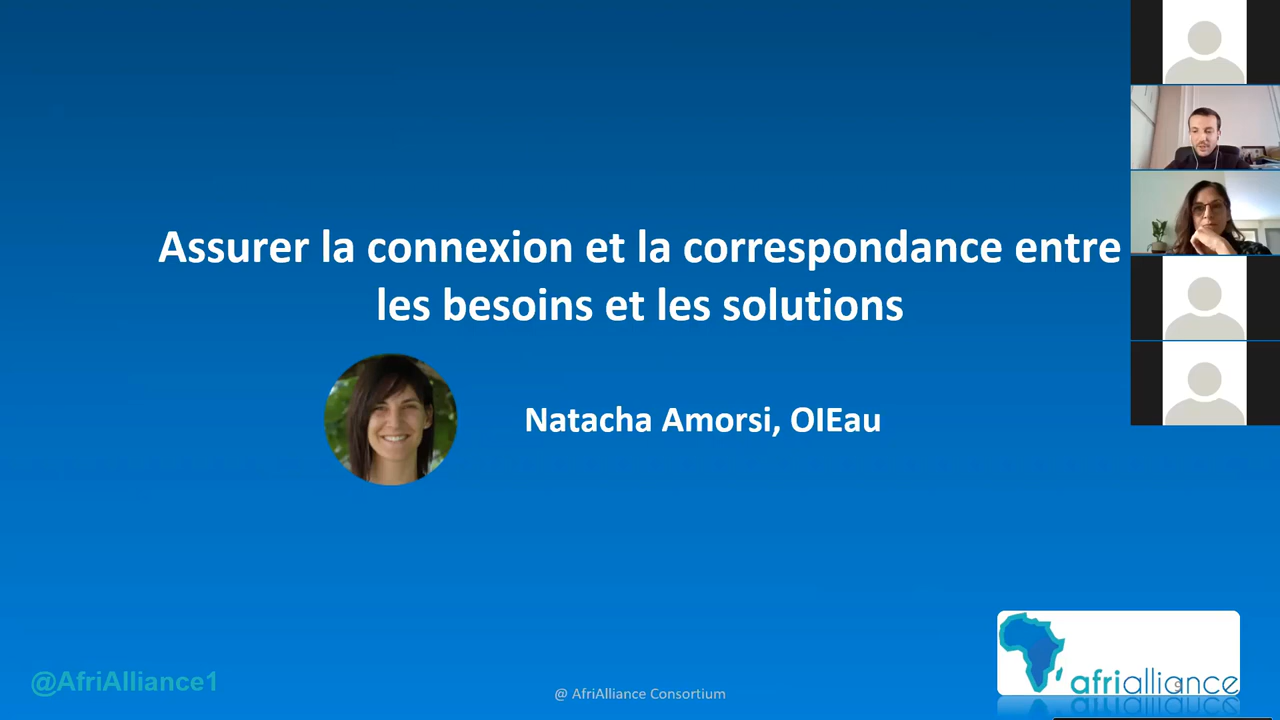 Assurer la connexion et la correspondance entre
les besoins et les solutions
Natacha Amorsi, OIEau
@AfriAlliance1
@ AfriAlliance Consortium
afrialliance